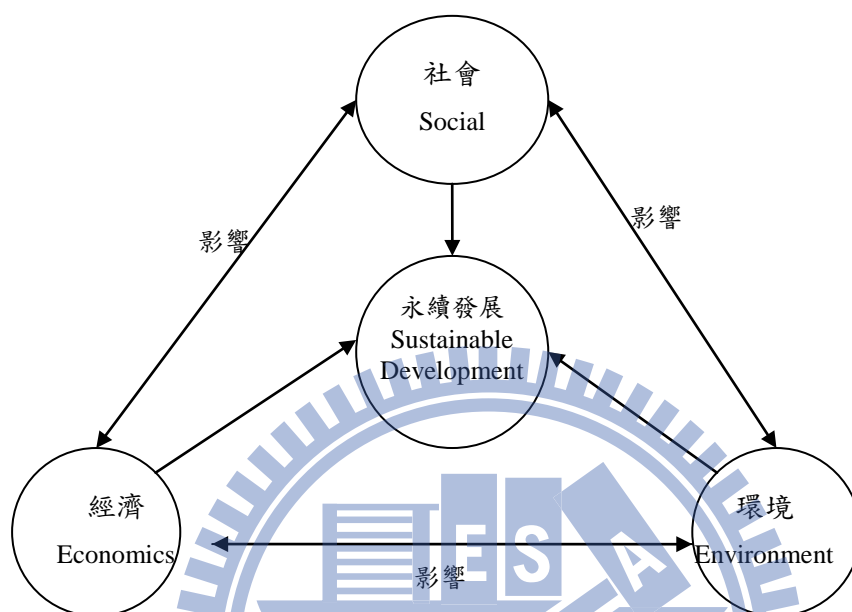 社會
Social
影響
影響
永續發展
Sustainable
Development
經濟
Economics
環境
Environment
影響
E S A